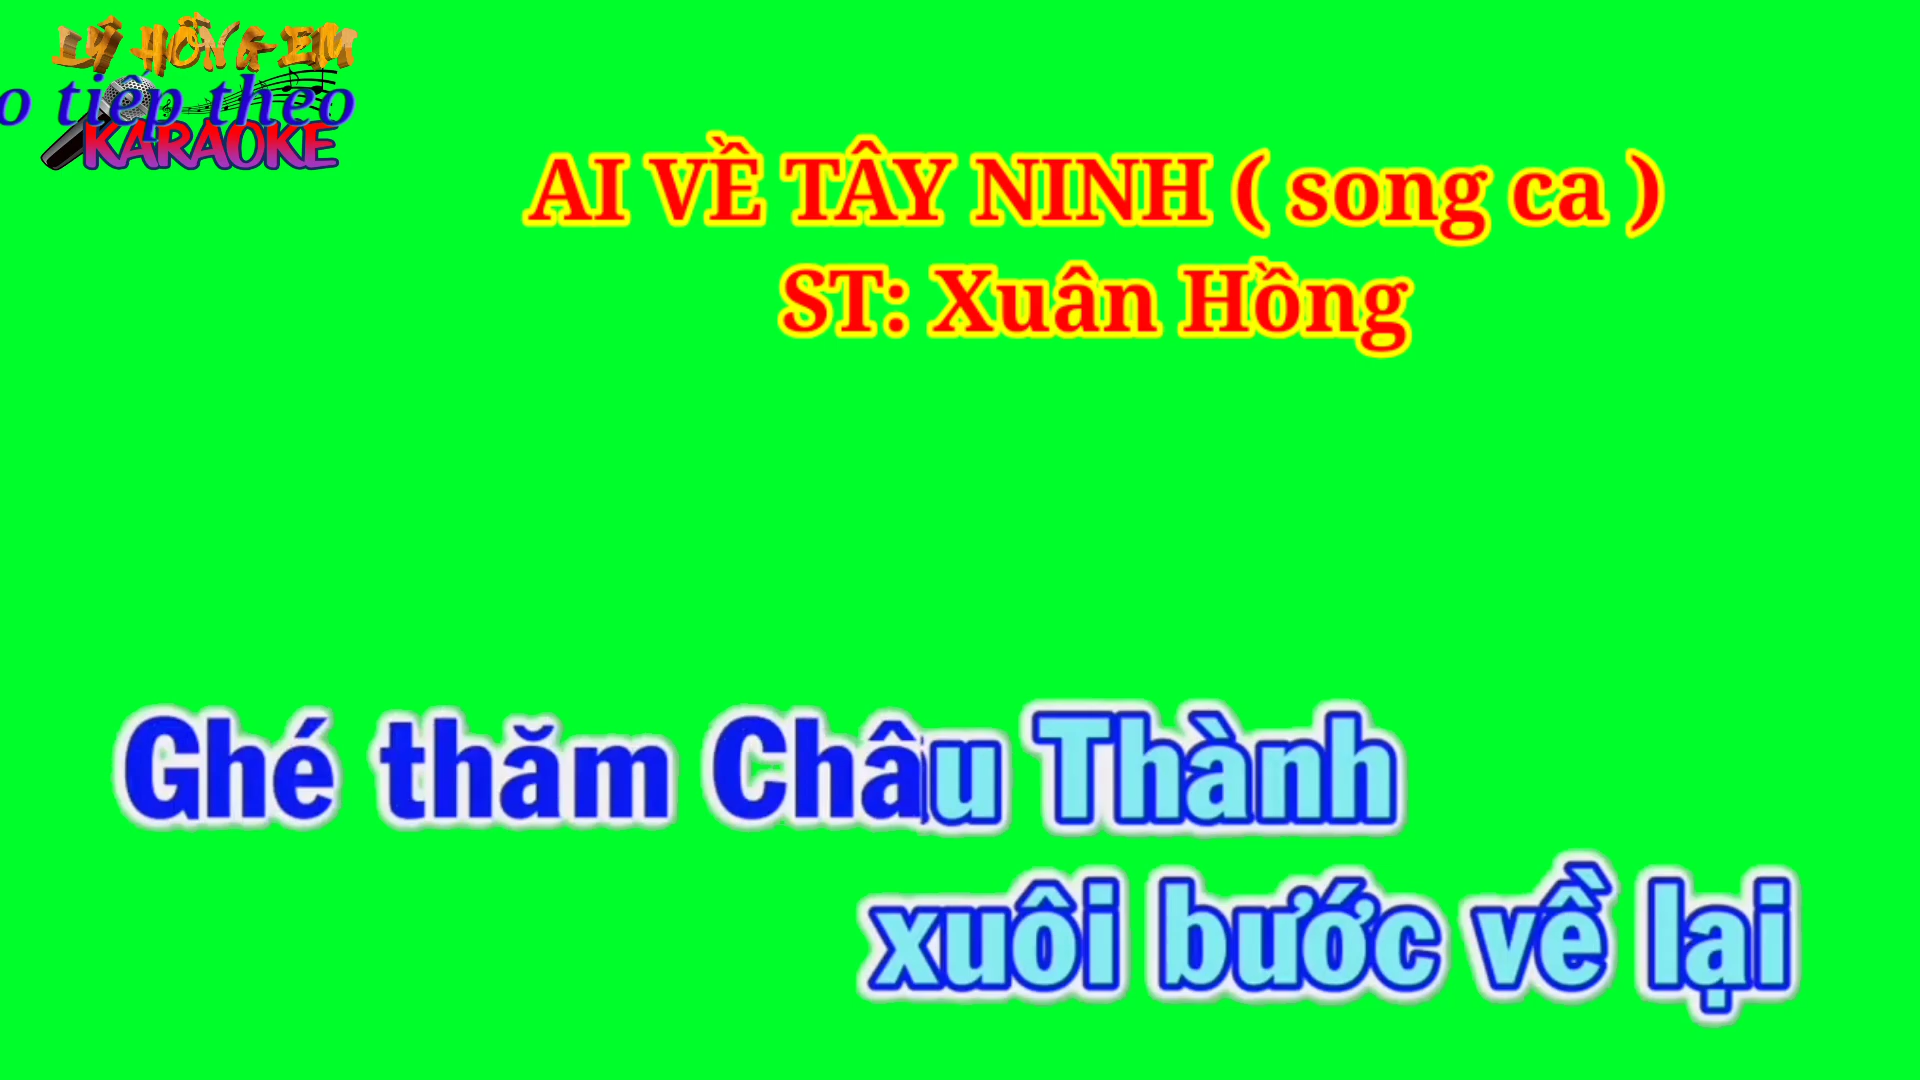 LÝ HỒNG EM
o tiếp theo
KARAOKE
AI VỀ TÂY NINH ( song ca )
ST: Xuân Hồng
Ghé thăm Châu Thành
xuôi bước về lại